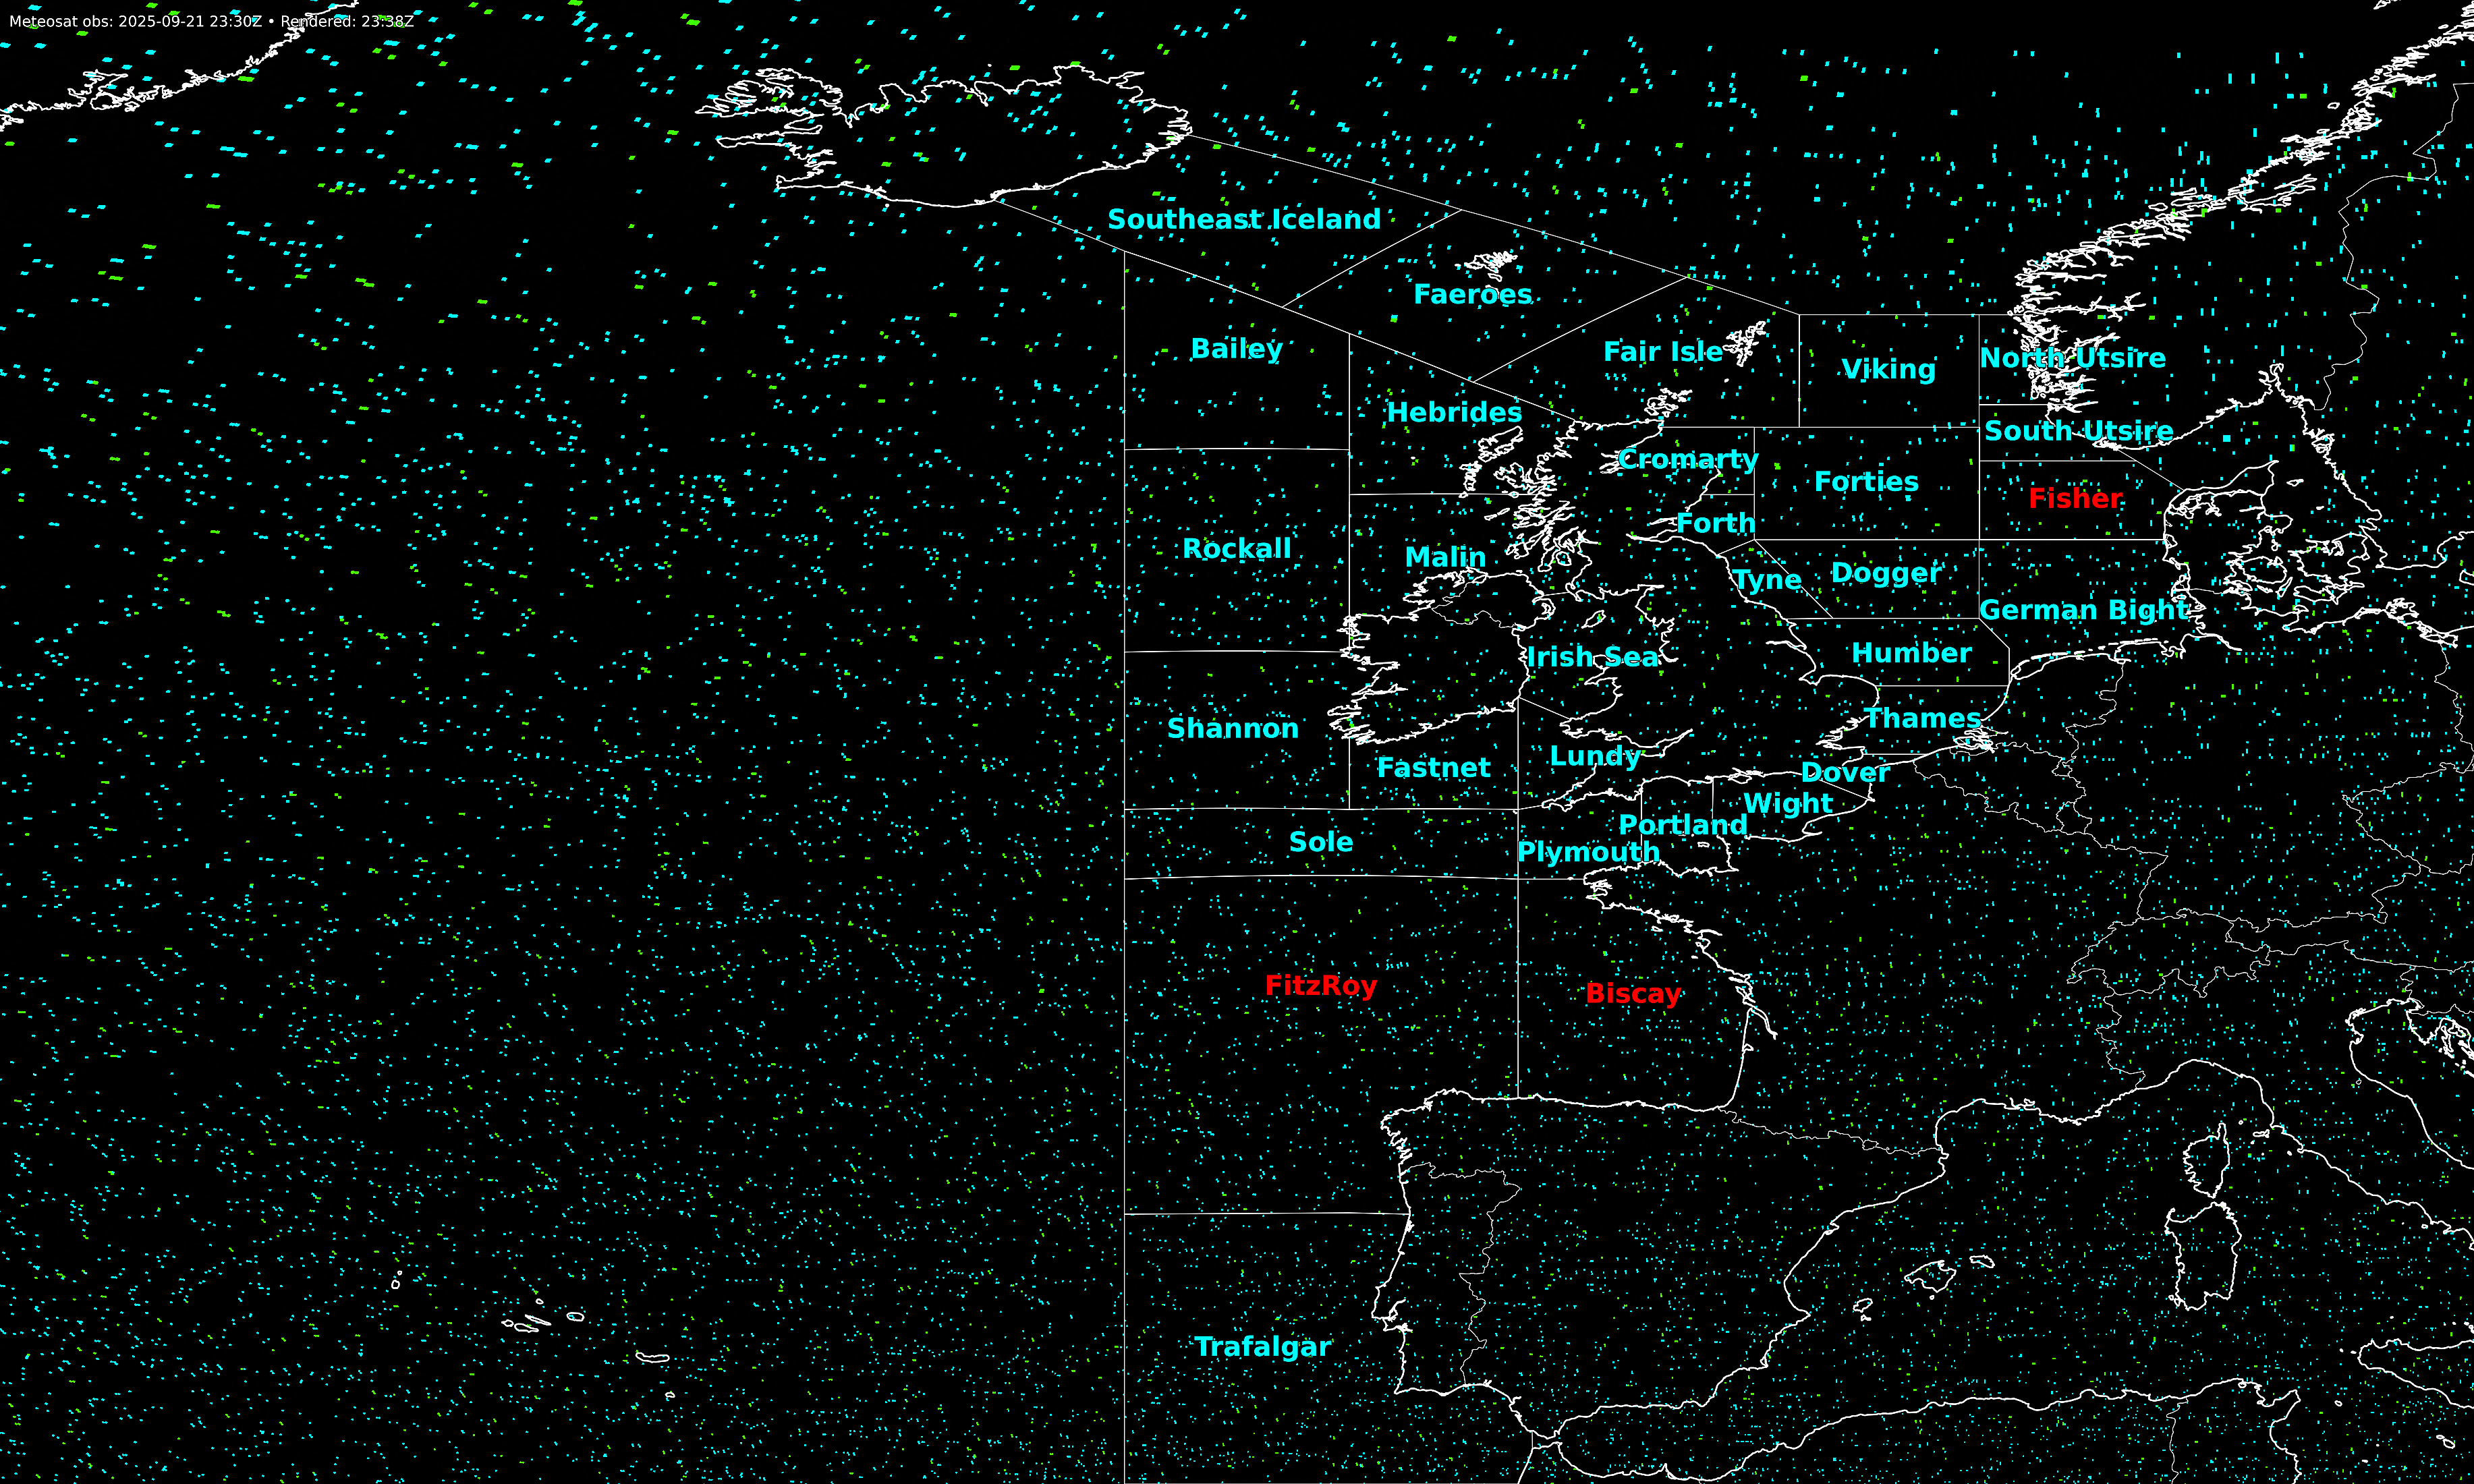 Meteosat obs: 2025-09-21 23:30Z • Rendered: 23:38Z
Southeast Iceland
Faeroes
Bailey
Fair Isle
Viking
North Utsire
Hebrides
South Utsire
Cromarty
Forties
Fisher
Forth
Rockall
Malin
Tyne
Dogger
German Bight
Irish Sea
Humber
Shannon
Thames
Fastnet
Lundy
Dover
Wight
Sole
Portland
Plymouth
FitzRoy
Biscay
Trafalgar